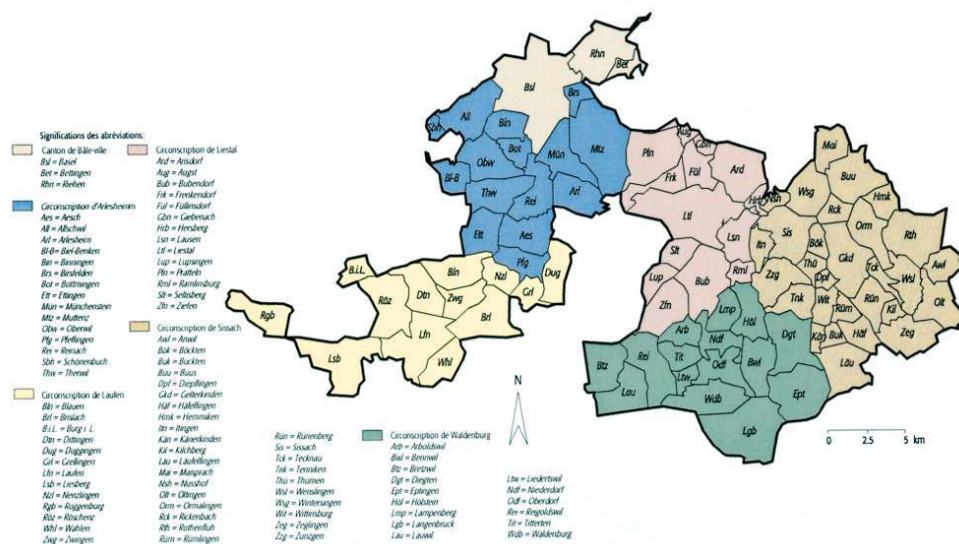 Significations des abréviations:
Canton de Bâle-ville
Bsl = Basel
Bet = Bettingen
Rhn = Riehen
Circonscription d'Arlesheimm
Aes = Aesch
All = Allschwil
Arl = Arlesheim
Bl-B = Biel-Benken
Bin = Binningen
Brs = Birsfelden
Bot = Bottmingen
Ett = Ettingen
Mün = Münchenstein
Mtz = Muttenz
Obw = Oberwil
Pfg = Pfeffingen
Rei = Reinach
Sbh = Schönenbuch
Thw = Therwil
Circonscription de Laufen
Bln = Blauen
Brl = Brislach
B.i.L. = Burg i. L.
Dtn = Dittingen
Dug = Duggingen
Grl = Grellingen
Lfn = Laufen
Lsb = Liesberg
Nzl = Nenzlingen
Rgb = Roggenburg
Röz = Röschenz
Whl = Wahlen
Zwg = Zwingen
Circonscription de Liestal
Ard = Arisdorf
Aug = Augst
Bub = Bubendorf
Frk = Frenkendorf
Fül = Füllinsdorf
Gbn = Giebenach
Hrb = Hersberg
Lsn = Lausen
Ltl = Liestal
Lup = Lupsingen
Pln = Pratteln
Rml = Ramlinsburg
Slt = Seltisberg
Zfn = Ziefen
Circonscription de Sissach
Awl = Anwil
Bök = Böckten
Buk = Buckten
Buu = Buus
Dpf = Diepflingen
Gkd = Gelterkinden
Häf = Häfelfingen
Hmk = Hemmiken
Itn = Itingen
Kän = Känerkinden
Kil = Kilchberg
Läu = Läufelfingen
Mai = Maisprach
Nsh = Nusshof
Olt = Oltingen
Orm = Ormalingen
Rck = Rickenbach
Rth = Rothenfluh
Rüm = Rümlingen
Rün = Rünenberg
Sis = Sissach
Tck = Tecknau
Tnk = Tenniken
Thü = Thürnen
Wsl = Wenslingen
Wsg = Wintersingen
Wit = Wittinsburg
Zeg = Zeglingen
Zzg = Zunzgen
Circonscription de Waldenburg
Arb = Arboldswil
Bwl = Bennwil
Btz = Bretzwil
Dgt = Diegten
Ept = Eptingen
Höl = Hölstein
Lmp = Lampenberg
Lgb = Langenbruck
Lau = Lauwil
Ltw = Liedertswil
Ndf = Niederdorf
Odf = Oberdorf
Rei = Reigoldswil
Tit = Titterten
Wdb = Waldenburg
Rhn
Bet
Bsl
Brs
All
Sbh
Bin
Bot
Mün
Mtz
Obw
Bl-B
Thw
Rei
Arl
Ett
Aes
Pfg
Pln
Aug
Gbn
Frk
Fül
Ard
Hrb
Ltl
Lsn
Slt
Lup
Bub
Rml
Zfn
Mai
Buu
Nsh
Wsg
Hmk
Rck
Orm
Rth
Sis
Itn
Bök
Gkd
Thü
Tck
Wsl
Awl
Zzg
Dpf
Olt
Tnk
Wit
Rüm
Rün
Kil
Kän
Buk
Häf
Zeg
Läu
B.i.L.
Bln
Nzl
Dug
Grl
Röz
Dtn
Zwg
Brl
Rgb
Lfn
Lsb
Whl
Lmp
Höl
Arb
Ndf
Dgt
Rei
Tit
Btz
Odf
Bwl
Ltw
Lau
Wdb
Ept
Lgb
N
0 2.5 5 km